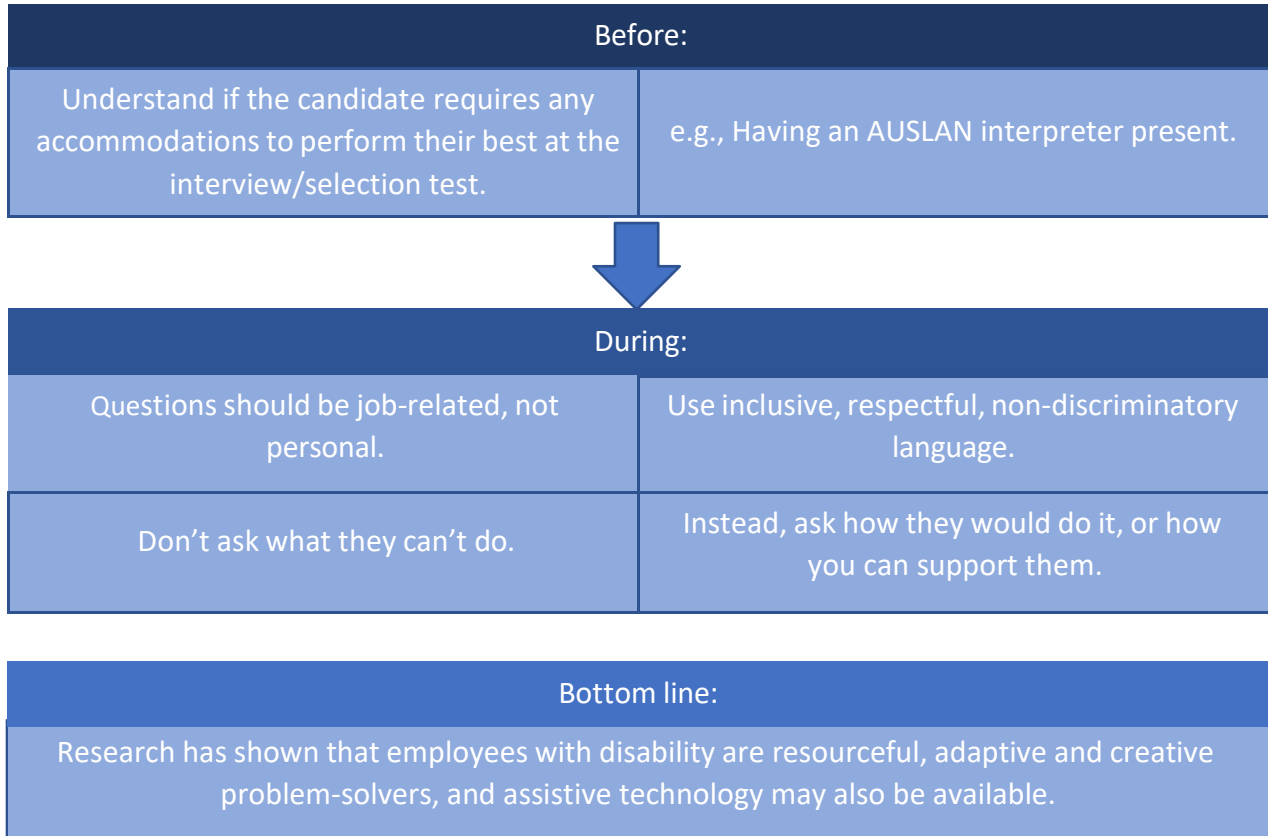 Before:
Understand if the candidate requires any
accommodations to perform their best at the
interview/selection test.
e.g., Having an AUSLAN interpreter present.
During:
Questions should be job-related, not
personal.
Use inclusive, respectful, non-discriminatory
language.
Don’t ask what they can’t do.
Instead, ask how they would do it, or how
you can support them.
Bottom line:
Research has shown that employees with disability are resourceful, adaptive and creative
problem-solvers, and assistive technology may also be available.